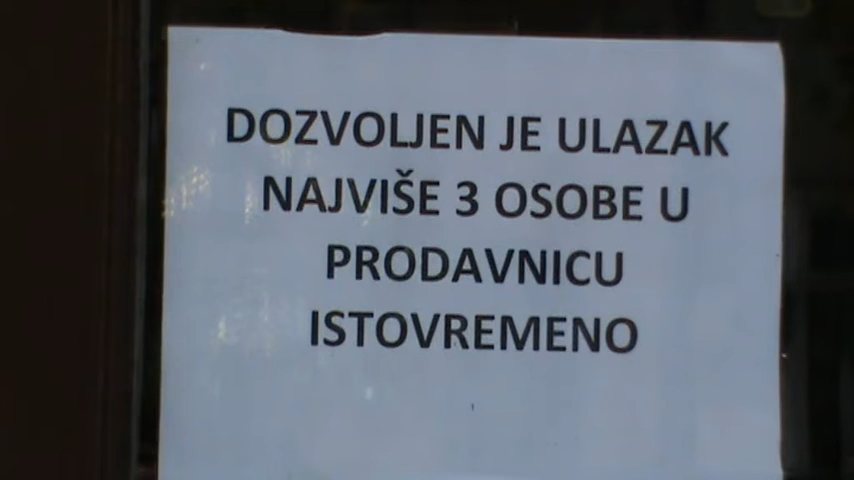 DOZVOLJEN JE ULAZAK
NAJVIŠE 3 OSOBE U
PRODAVNICU
ISTOVREMENO